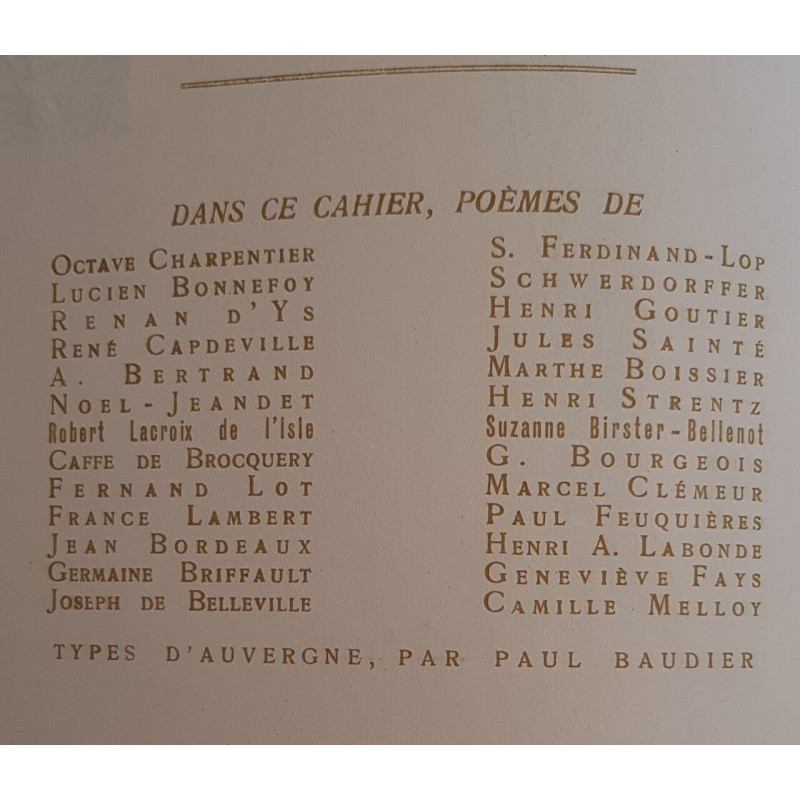 DANS CE CAHIER, POÈMES DE
OCTAVE CHARPENTIER
LUCIEN BONNEFOY
RENAN D'YS
RENÉ CAPDEVILLE
A. BERTRAND
NOEL-JEANDET
Robert Lacroix de l'Isle
CAFFE DE BROCQUERY
FERNAND LOT
FRANCE LAMBERT
JEAN BORDEAUX
GERMAINE BRIFFAULT
JOSEPH DE BELLEVILLE
S. FERDINAND-LOP
SCHWERDORFFER
HENRI GOUTIER
JULES SAINTÉ
MARTHE BOISSIER
HENRI STRENTZ
Suzanne Birster-Bellenot
G. BOURGEOIS
MARCEL CLÉMEUR
PAUL FEUQUIÈRES
HENRI A. LABONDE
GENEVIÈVE FAYS
CAMILLE MELLOY
TYPES D'AUVERGNE, PAR PAUL BAUDIER